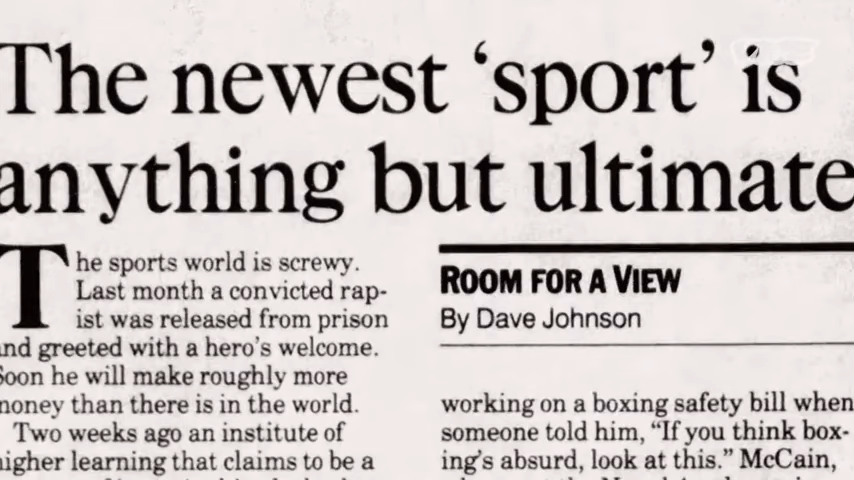 The newest ‘sport’ is
anything but ultimate
The sports world is screwy.
Last month a convicted rap-
ist was released from prison
and greeted with a hero's welcome.
Soon he will make roughly more
money than there is in the world.
Two weeks ago an institute of
higher learning that claims to be a
ROOM FOR A VIEW
By Dave Johnson
working on a boxing safety bill when
someone told him, “If you think box-
ing's absurd, look at this.” McCain,